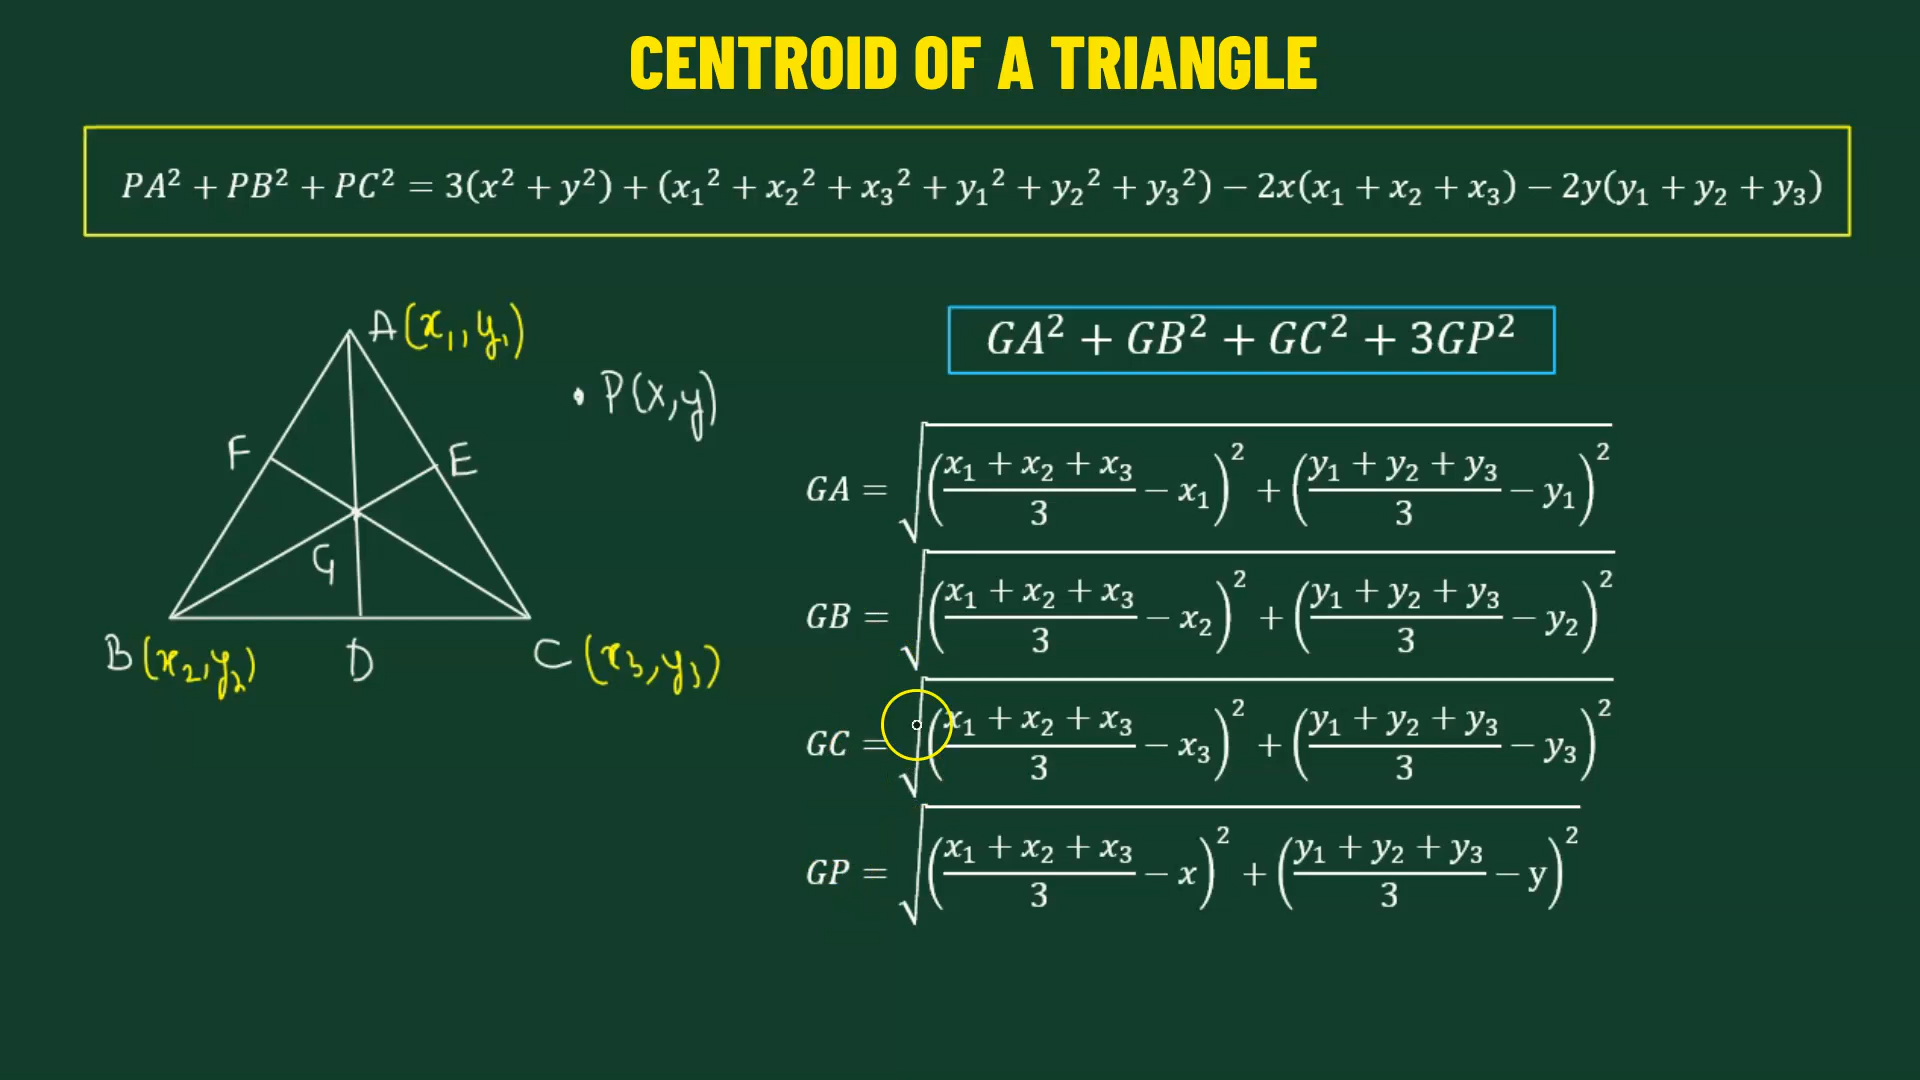 CENTROID OF A TRIANGLE
PA² + PB² + PC² = 3(x² + y²) + (x₁² + x₂² + x₃² + y₁² + y₂² + y₃²) − 2x(x₁ + x₂ + x₃) − 2y(y₁ + y₂ + y₃)
A(x₁,y₁)
P(x,y)
F
E
G
B(x₂,y₂)
D
C(x₃,y₃)
GA² + GB² + GC² + 3GP²
GA = √((x₁ + x₂ + x₃)/3 − x₁)² + ((y₁ + y₂ + y₃)/3 − y₁)²
GB = √((x₁ + x₂ + x₃)/3 − x₂)² + ((y₁ + y₂ + y₃)/3 − y₂)²
GC = √((x₁ + x₂ + x₃)/3 − x₃)² + ((y₁ + y₂ + y₃)/3 − y₃)²
GP = √((x₁ + x₂ + x₃)/3 − x)² + ((y₁ + y₂ + y₃)/3 − y)²